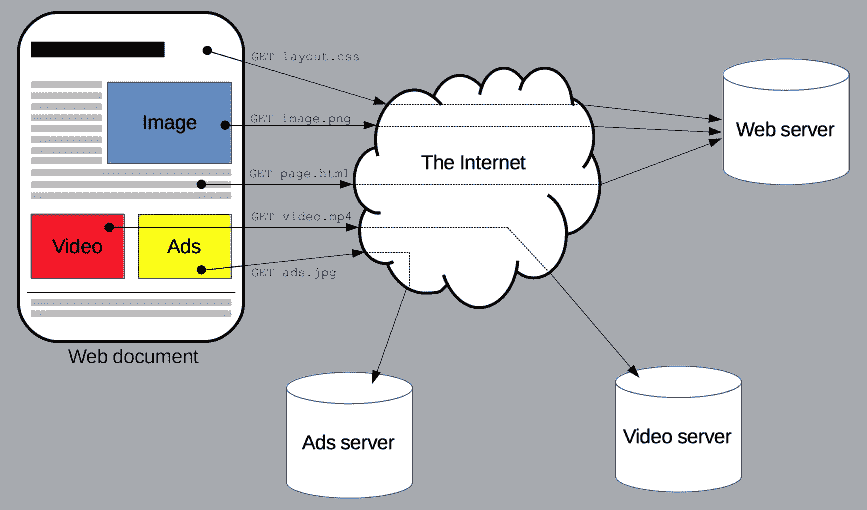 GET layout.css
Image
GET image.png
The Internet
Web server
GET page.html
Video
Ads
GET video.mp4
GET ads.jpg
Web document
Ads server
Video server